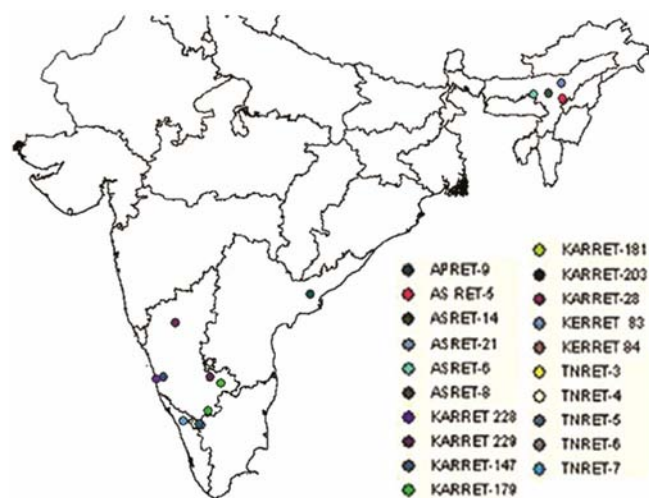 APRET-9
AS RET-5
ASRET-14
ASRET-21
ASRET-6
ASRET-8
KARRET 228
KARRET 229
KARRET-147
KARRET-179
KARRET-181
KARRET-203
KARRET-28
KERRET 83
KERRET 84
TNRET-3
TNRET-4
TNRET-5
TNRET-6
TNRET-7